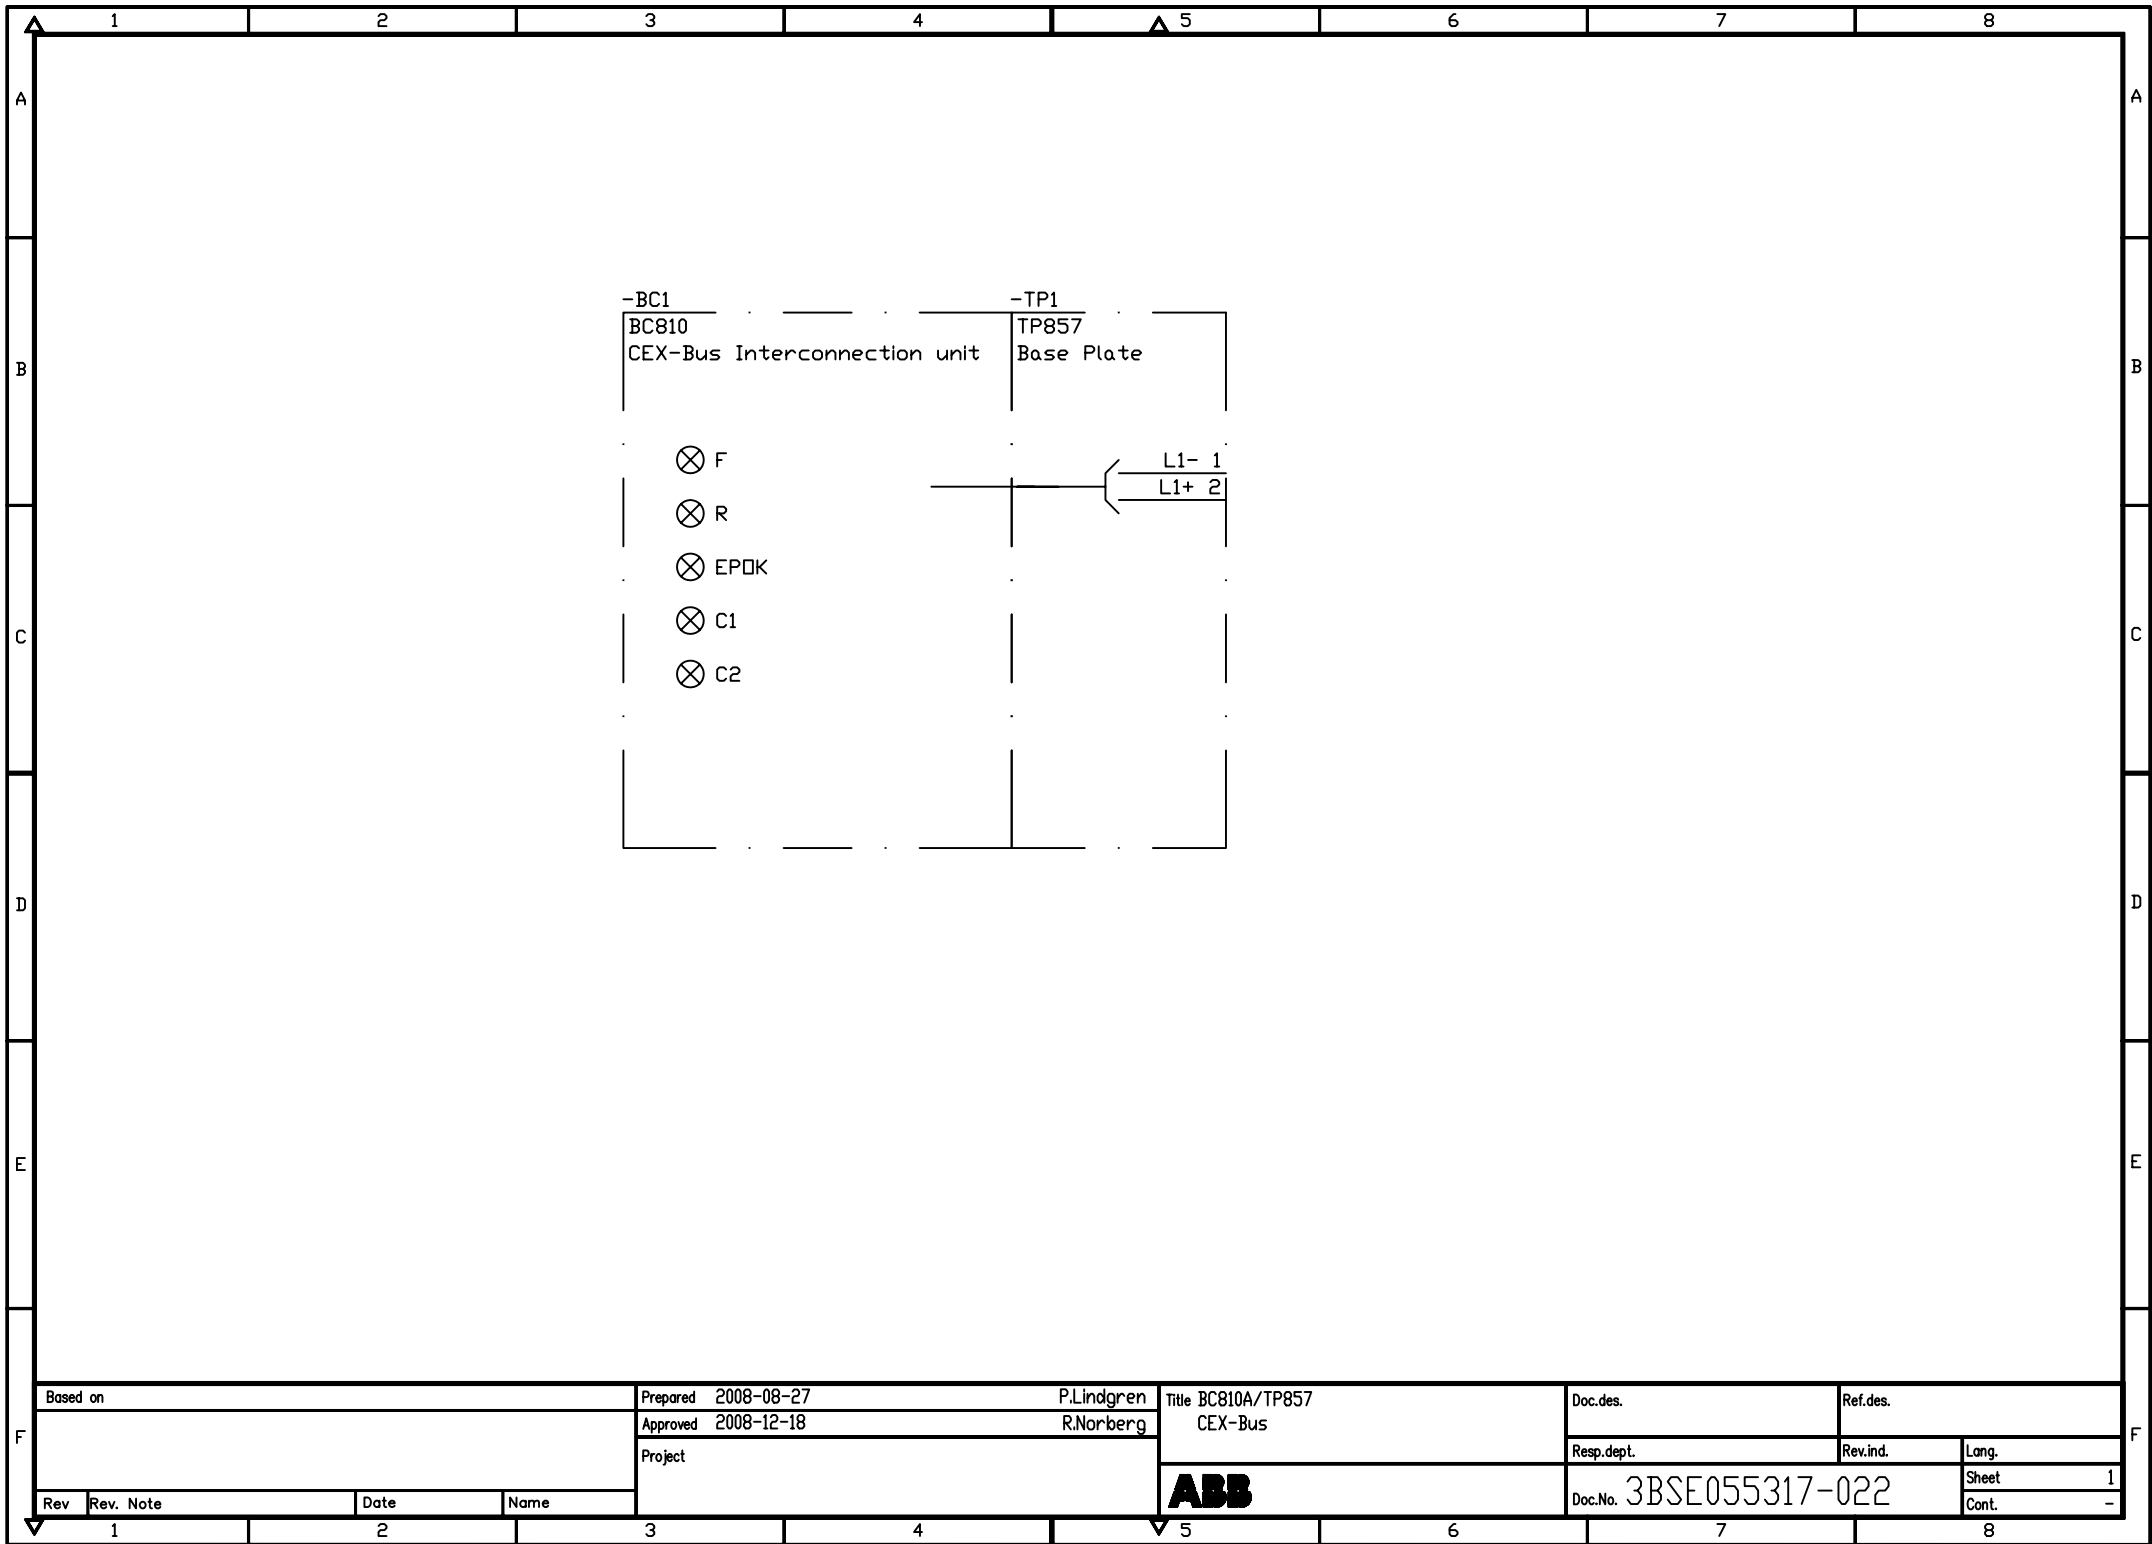 1 2 3 4 5 6 7 8
A A
-BC1 -TP1
BC810 TP857
CEX-Bus Interconnection unit Base Plate
B B
F L1- 1
L1+ 2
R
EPOK
C1
C C
C2
D D
E E
Based on Prepared 2008-08-27 P.Lindgren Title BC810A/TP857 Doc.des. Ref.des.
Approved 2008-12-18 R.Norberg CEX-Bus
F F
Project Resp.dept. Rev.ind. Lang.
Sheet 1
ABB Doc.No. 3BSE055317-022
Rev Rev. Note Date Name Cont. -
1 2 3 4 5 6 7 8